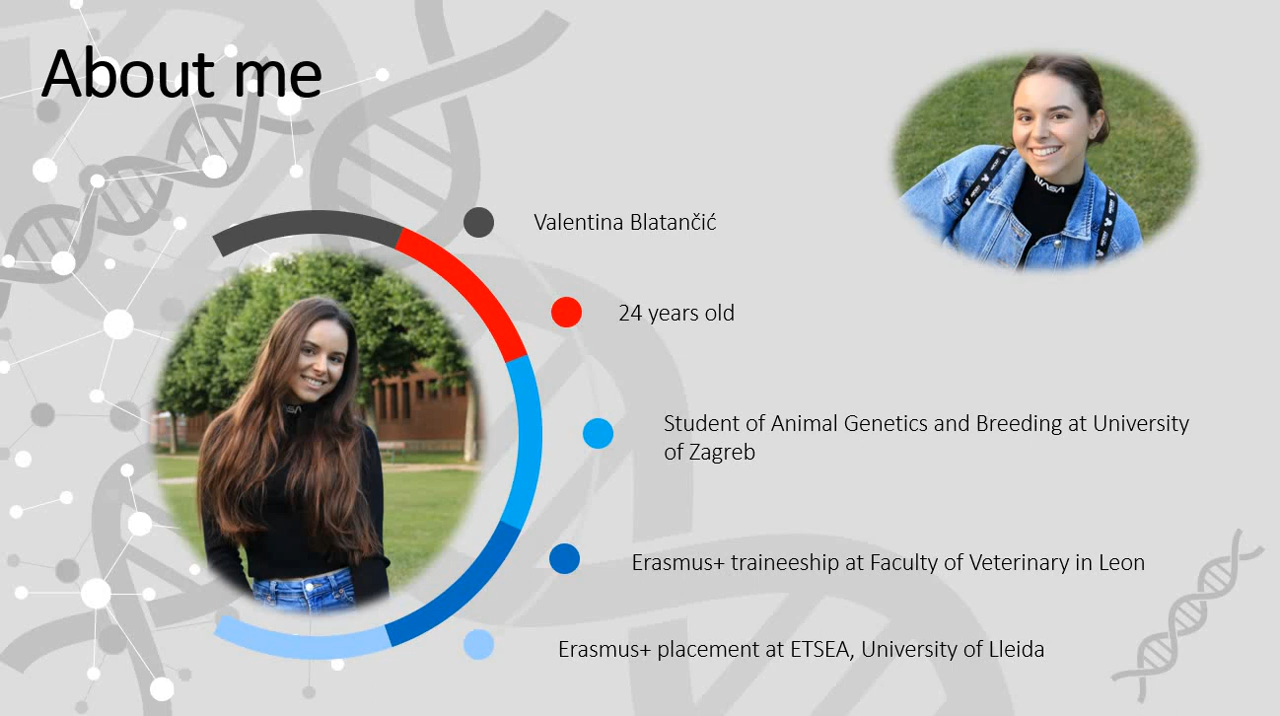 About me
NASA
Valentina Blatančić
24 years old
Student of Animal Genetics and Breeding at University
of Zagreb
Erasmus+ traineeship at Faculty of Veterinary in Leon
Erasmus+ placement at ETSEA, University of Lleida